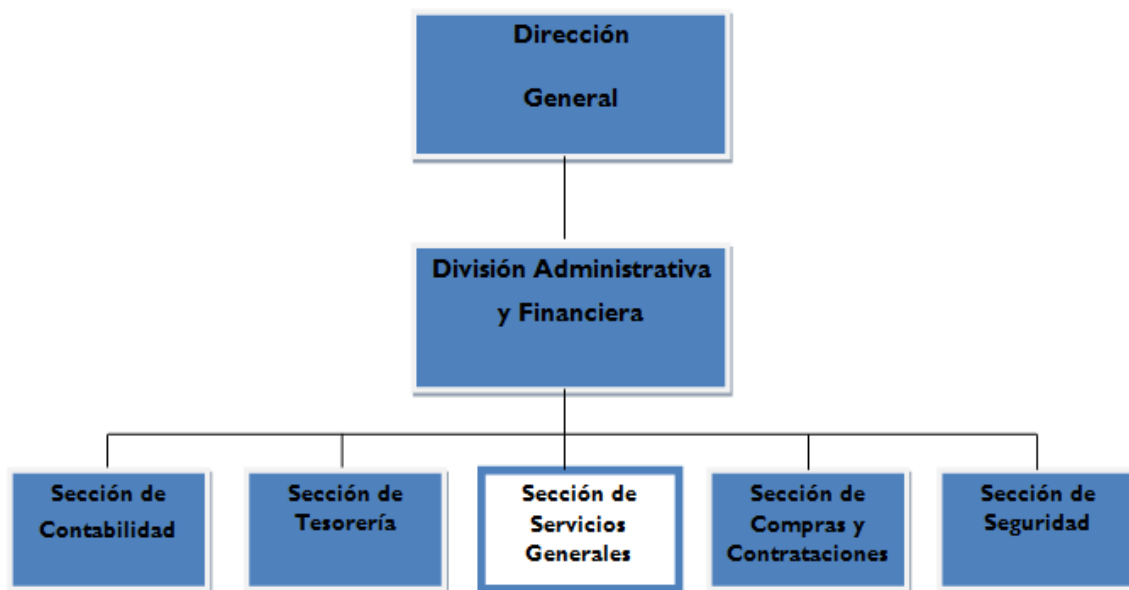 Dirección
General
División Administrativa
y Financiera
Sección de
Contabilidad
Sección de
Tesorería
Sección de
Servicios
Generales
Sección de
Compras y
Contrataciones
Sección de
Seguridad